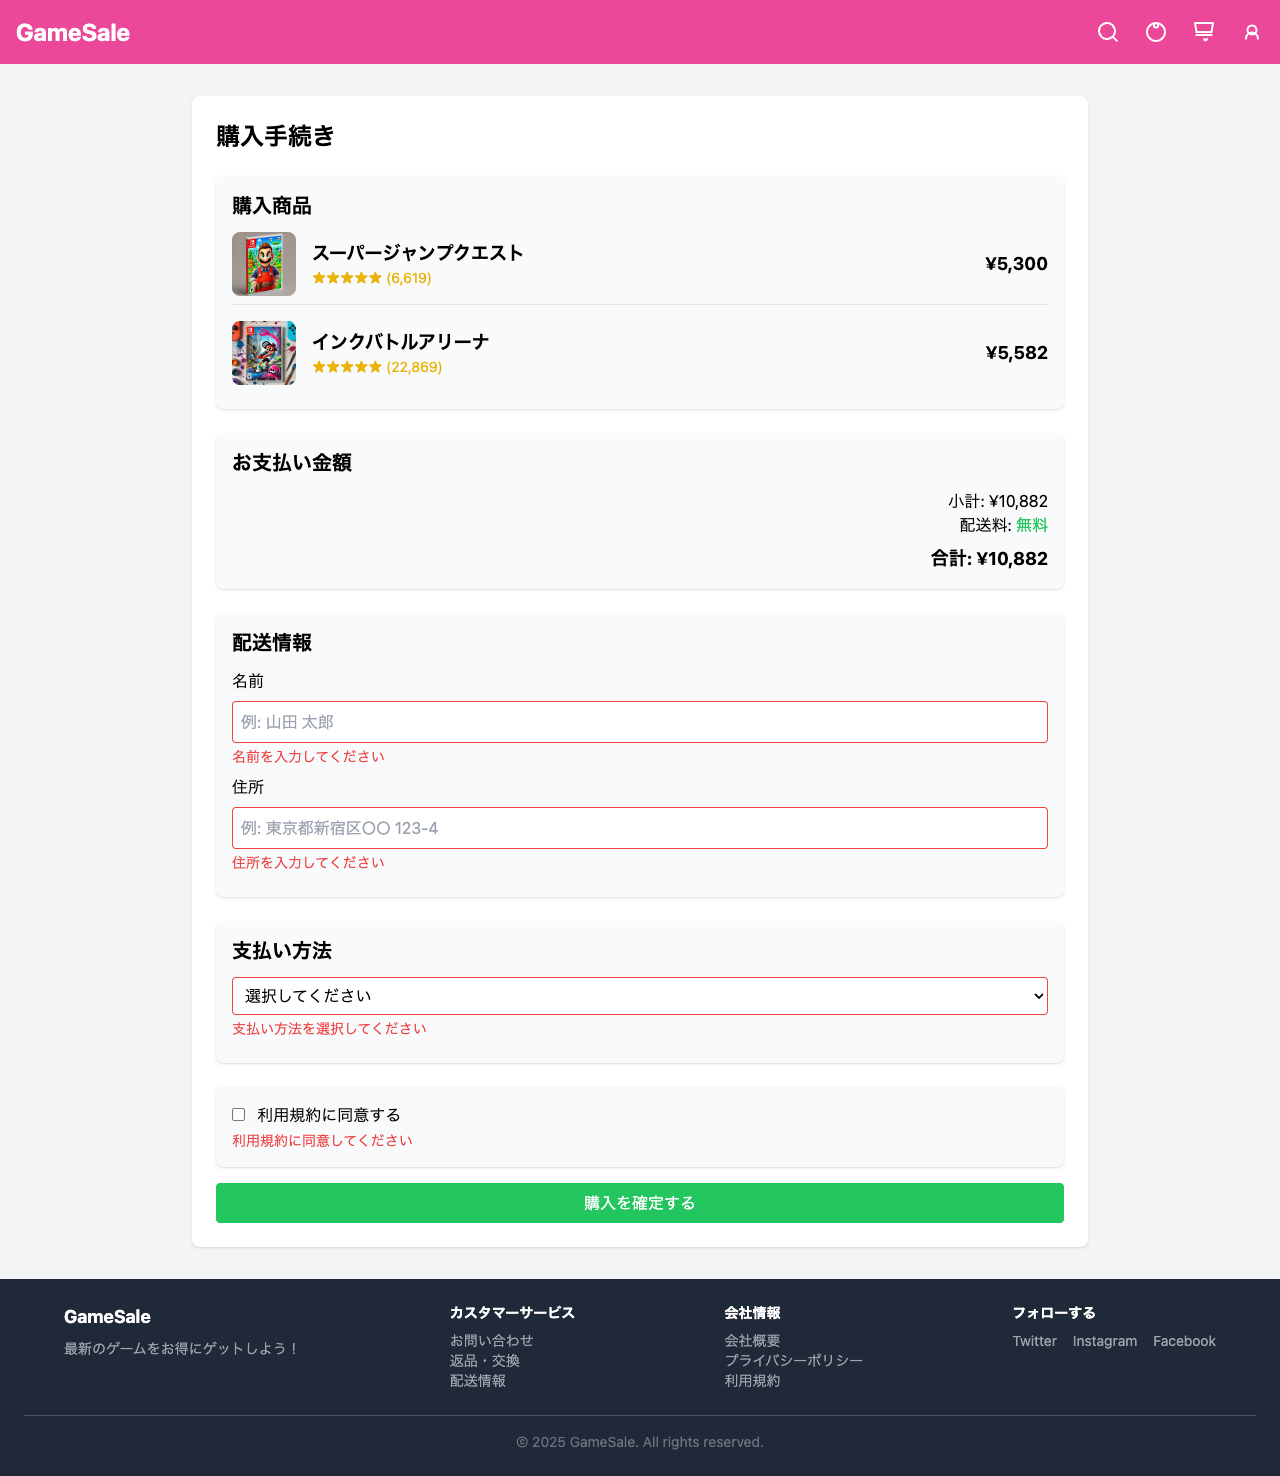 GameSale
購入手続き
購入商品
スーパージャンプクエスト
★★★★★ (6,619)
¥5,300
インクバトルアリーナ
★★★★★ (22,869)
¥5,582
お支払い金額
小計: ¥10,882
配送料: 無料
合計: ¥10,882
配送情報
名前
例: 山田 太郎
名前を入力してください
住所
例: 東京都新宿区〇〇 123-4
住所を入力してください
支払い方法
選択してください
支払い方法を選択してください
利用規約に同意する
利用規約に同意してください
購入を確定する
GameSale
最新のゲームをお得にゲットしよう！
カスタマーサービス
お問い合わせ
返品・交換
配送情報
会社情報
会社概要
プライバシーポリシー
利用規約
フォローする
Twitter Instagram Facebook
© 2025 GameSale. All rights reserved.